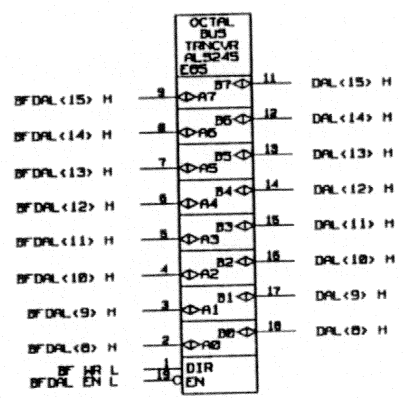 OCTAL
BUS
TRNCVR
ALS245
E65
B7 11 DAL<15> H
BFDAL<15> H 9 A7
B6 12 DAL<14> H
BFDAL<14> H 8 A6
B5 13 DAL<13> H
BFDAL<13> H 7 A5
B4 14 DAL<12> H
BFDAL<12> H 6 A4
B3 15 DAL<11> H
BFDAL<11> H 5 A3
B2 16 DAL<10> H
BFDAL<10> H 4 A2
B1 17 DAL<9> H
BFDAL<9> H 3 A1
B0 18 DAL<8> H
BFDAL<8> H 2 A0
BF WR L 1 DIR
BFDAL EN L 19 EN